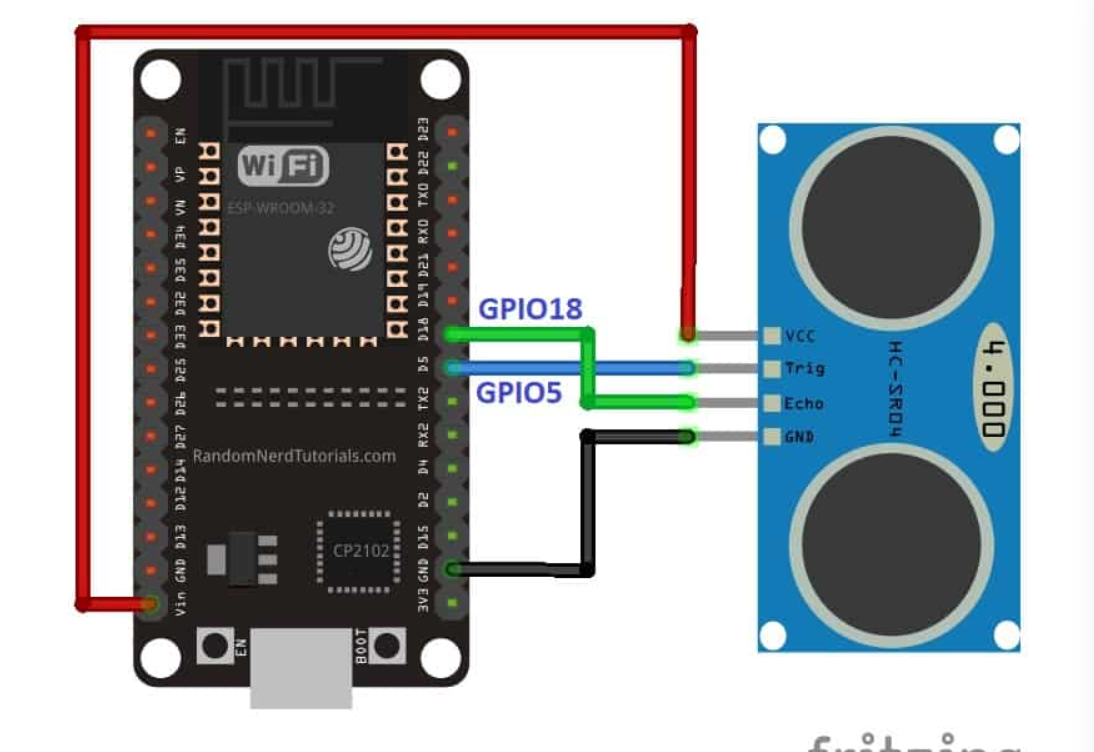 EN
VP
VN
D34
D35
D32
D33
D25
D26
D27
D14
D12
D13
GND
Vin
WiFi
ESP-WROOM-32
RandomNerdTutorials.com
CP2102
EN
BOOT
D23
D22
TX0
RX0
D21
D19
D18
D5
TX2
RX2
D4
D2
D15
GND
3V3
GPIO18
GPIO5
VCC
Trig
Echo
GND
HC-SR04
4.000
fritzing